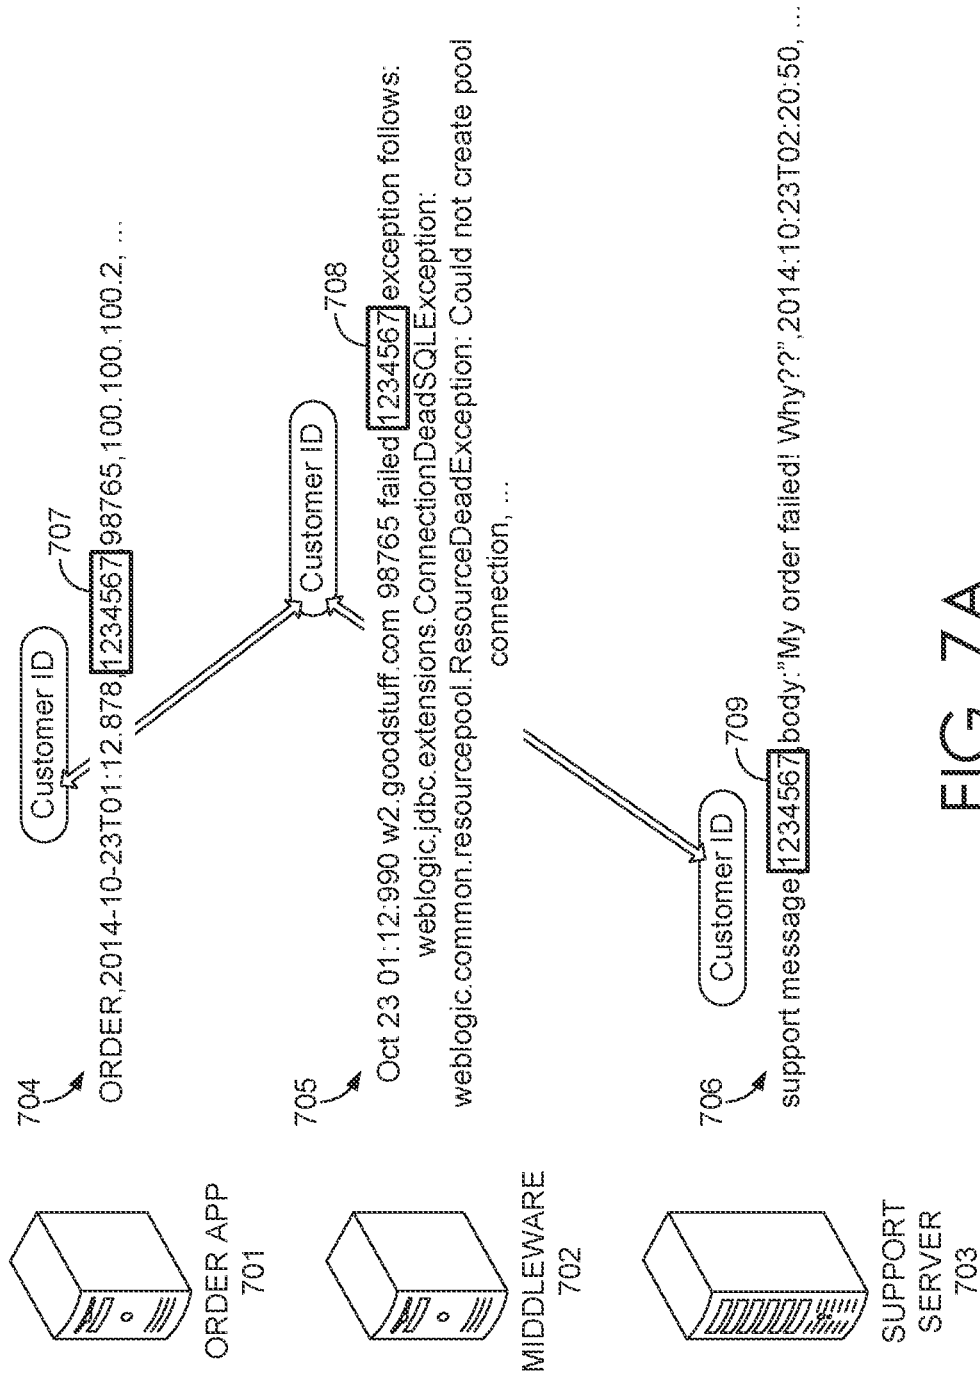 ORDER APP
701
704
ORDER,2014-10-23T01:12.878,1234567,98765,100.100.100.2, ...
Customer ID
707
MIDDLEWARE
702
705
Oct 23 01:12:990 w2.goodstuff.com 98765 failed 1234567 exception follows:
weblogic.jdbc.extensions.ConnectionDeadSQLException:
weblogic.common.resourcepool.ResourceDeadException: Could not create pool
connection, ...
Customer ID
708
SUPPORT
SERVER
703
706
support message,1234567,body:"My order failed! Why??",2014:10:23T02:20:50, ...
Customer ID
709
FIG. 7A